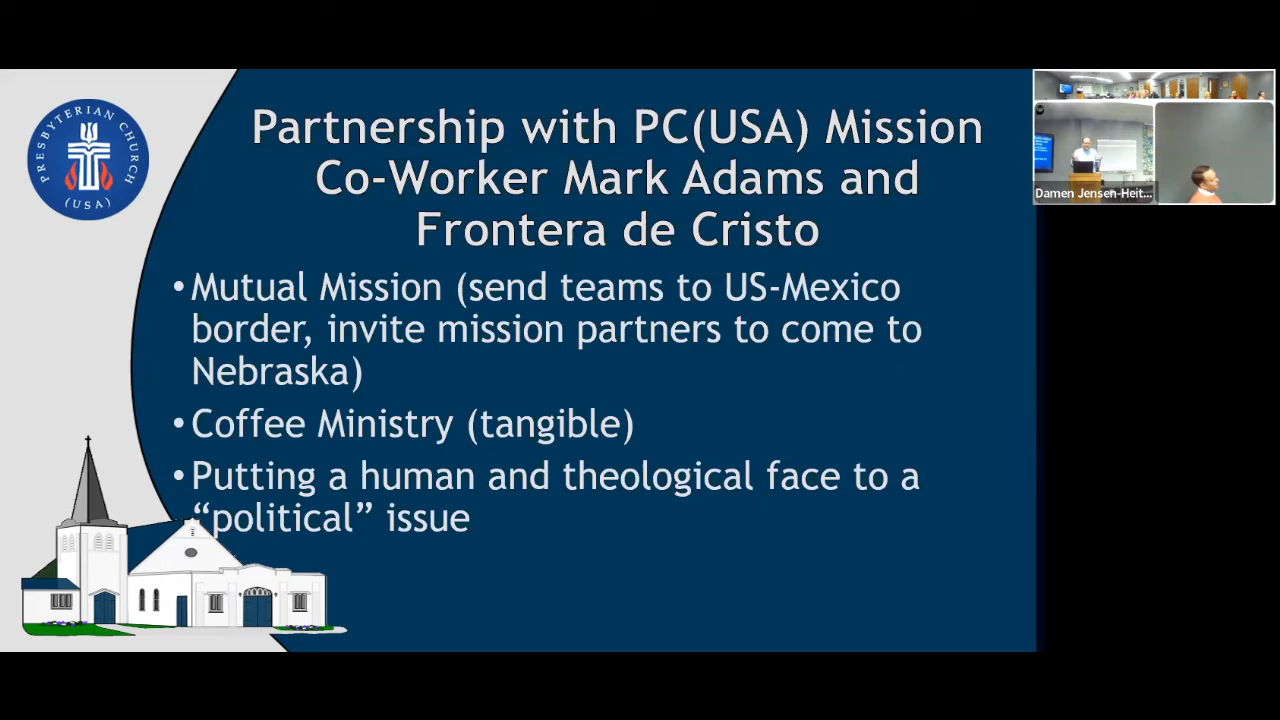 PRESBYTERIAN CHURCH
(USA)
Partnership with PC(USA) Mission
Co-Worker Mark Adams and
Frontera de Cristo
•Mutual Mission (send teams to US-Mexico
border, invite mission partners to come to
Nebraska)
•Coffee Ministry (tangible)
•Putting a human and theological face to a
“political” issue
Damen Jensen-Heit...